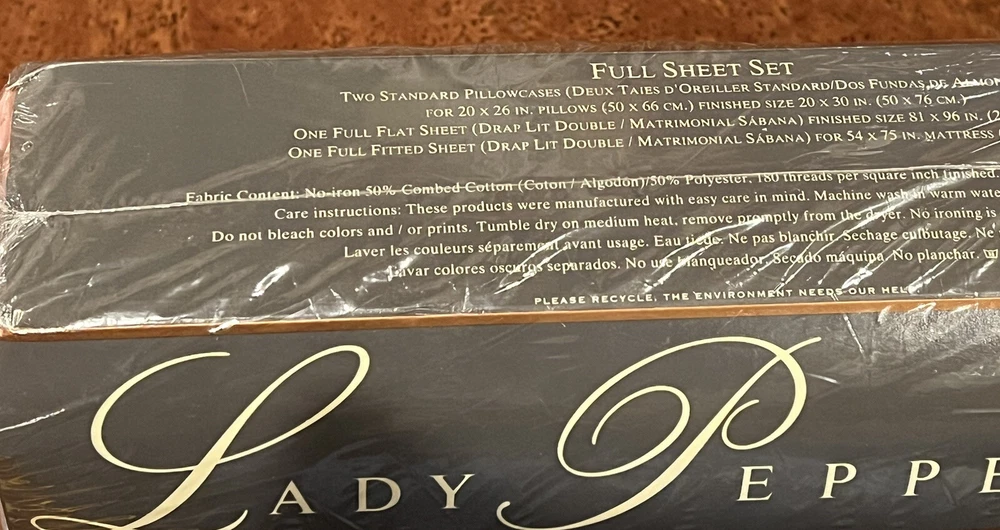 FULL SHEET SET
TWO STANDARD PILLOWCASES (DEUX TAIES D'OREILLER STANDARD/DOS FUNDAS DE
FOR 20 X 26 IN. PILLOWS (50 X 66 CM.) FINISHED SIZE 20 X 30 IN. (50 X 76 CM.)
ONE FULL FLAT SHEET (DRAP LIT DOUBLE / MATRIMONIAL SÁBANA) FINISHED SIZE 81 X 96 IN.
ONE FULL FITTED SHEET (DRAP LIT DOUBLE / MATRIMONIAL SÁBANA) FOR 54 X 75 IN. MATTRESS
Fabric Content: No-iron 50% Combed Cotton (Coton / Algodon)/50% Polyester. 180 threads per square inch finished.
Care instructions: These products were manufactured with easy care in mind. Machine wash in warm
Do not bleach colors and / or prints. Tumble dry on medium heat, remove promptly from the dryer. No ironing is
Laver les couleurs séparement avant usage. Eau tiede. Ne pas blanchir. Sechage culbutage. Ne
Lavar colores oscuros separados. No use blanqueador. Secado máquina. No planchar.
PLEASE RECYCLE, THE ENVIRONMENT NEEDS OUR HELP
LADY PEPPE